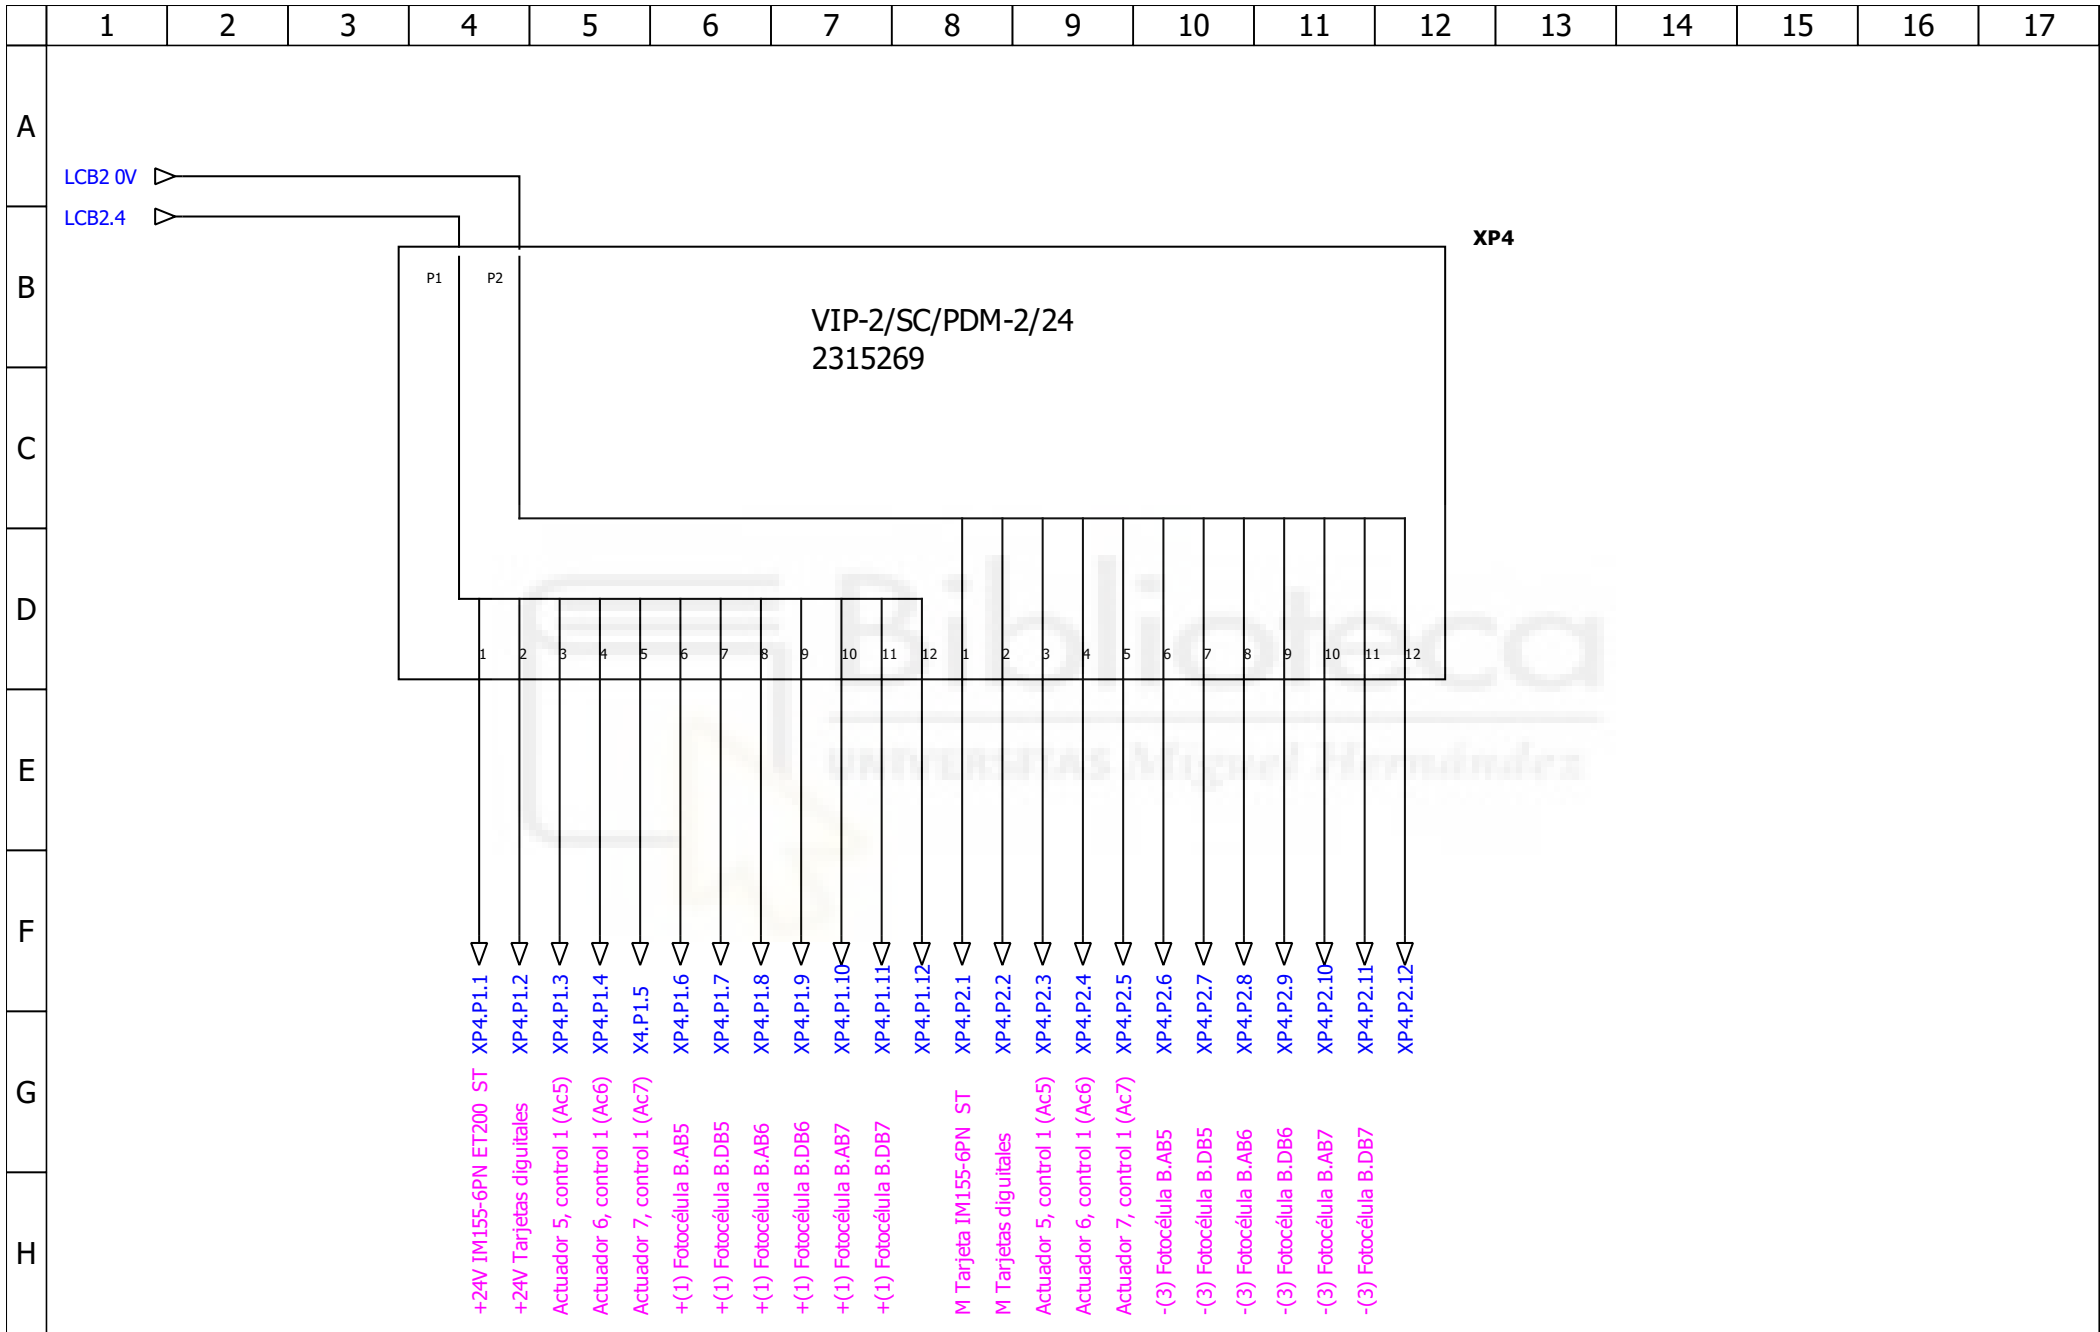 1 2 3 4 5 6 7 8 9 10 11 12 13 14 15 16 17
A
LCB2 0V
LCB2.4
XP4
B
P1 P2
VIP-2/SC/PDM-2/24
2315269
C
D
1 2 3 4 5 6 7 8 9 10 11 12 1 2 3 4 5 6 7 8 9 10 11 12
Biblioteca
UNIVERSITAS Miguel Hernández
E
F
G
H
XP4.P1.1
XP4.P1.2
XP4.P1.3
XP4.P1.4
X4.P1.5
XP4.P1.6
XP4.P1.7
XP4.P1.8
XP4.P1.9
XP4.P1.10
XP4.P1.11
XP4.P1.12
XP4.P2.1
XP4.P2.2
XP4.P2.3
XP4.P2.4
XP4.P2.5
XP4.P2.6
XP4.P2.7
XP4.P2.8
XP4.P2.9
XP4.P2.10
XP4.P2.11
XP4.P2.12
+24V IM155-6PN ET200 ST
+24V Tarjetas diguitales
Actuador 5, control 1 (Ac5)
Actuador 6, control 1 (Ac6)
Actuador 7, control 1 (Ac7)
+(1) Fotocélula B.AB5
+(1) Fotocélula B.DB5
+(1) Fotocélula B.AB6
+(1) Fotocélula B.DB6
+(1) Fotocélula B.AB7
+(1) Fotocélula B.DB7
M Tarjeta IM155-6PN ST
M Tarjetas diguitales
Actuador 5, control 1 (Ac5)
Actuador 6, control 1 (Ac6)
Actuador 7, control 1 (Ac7)
-(3) Fotocélula B.AB5
-(3) Fotocélula B.DB5
-(3) Fotocélula B.AB6
-(3) Fotocélula B.DB6
-(3) Fotocélula B.AB7
-(3) Fotocélula B.DB7